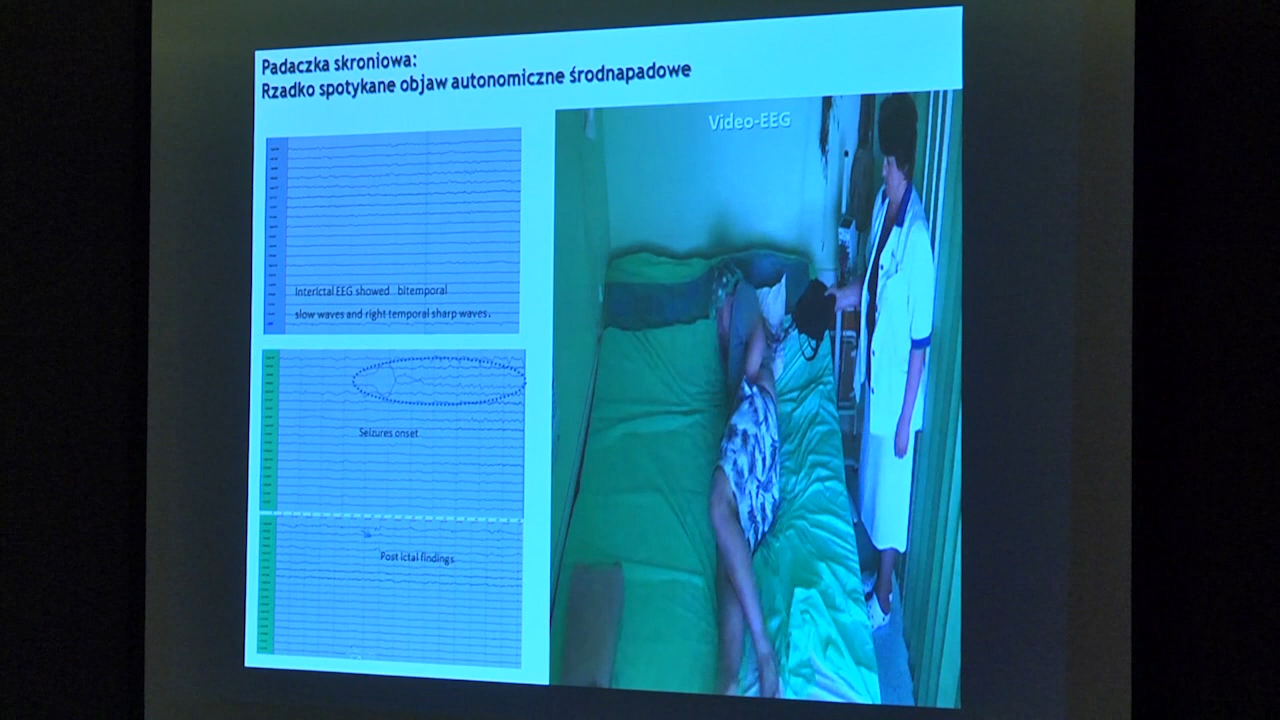 Padaczka skroniowa:
Rzadko spotykane objaw autonomiczne środnapadowe
Video-EEG
Interictal EEG showed bitemporal
slow waves and right temporal sharp waves.
Seizures onset
Post ictal findings